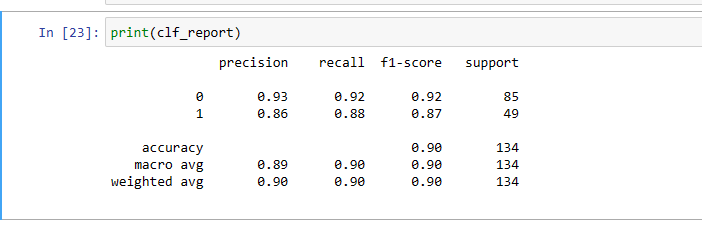 In [23]: print(clf_report)
precision recall f1-score support
0 0.93 0.92 0.92 85
1 0.86 0.88 0.87 49
accuracy 0.90 134
macro avg 0.89 0.90 0.90 134
weighted avg 0.90 0.90 0.90 134